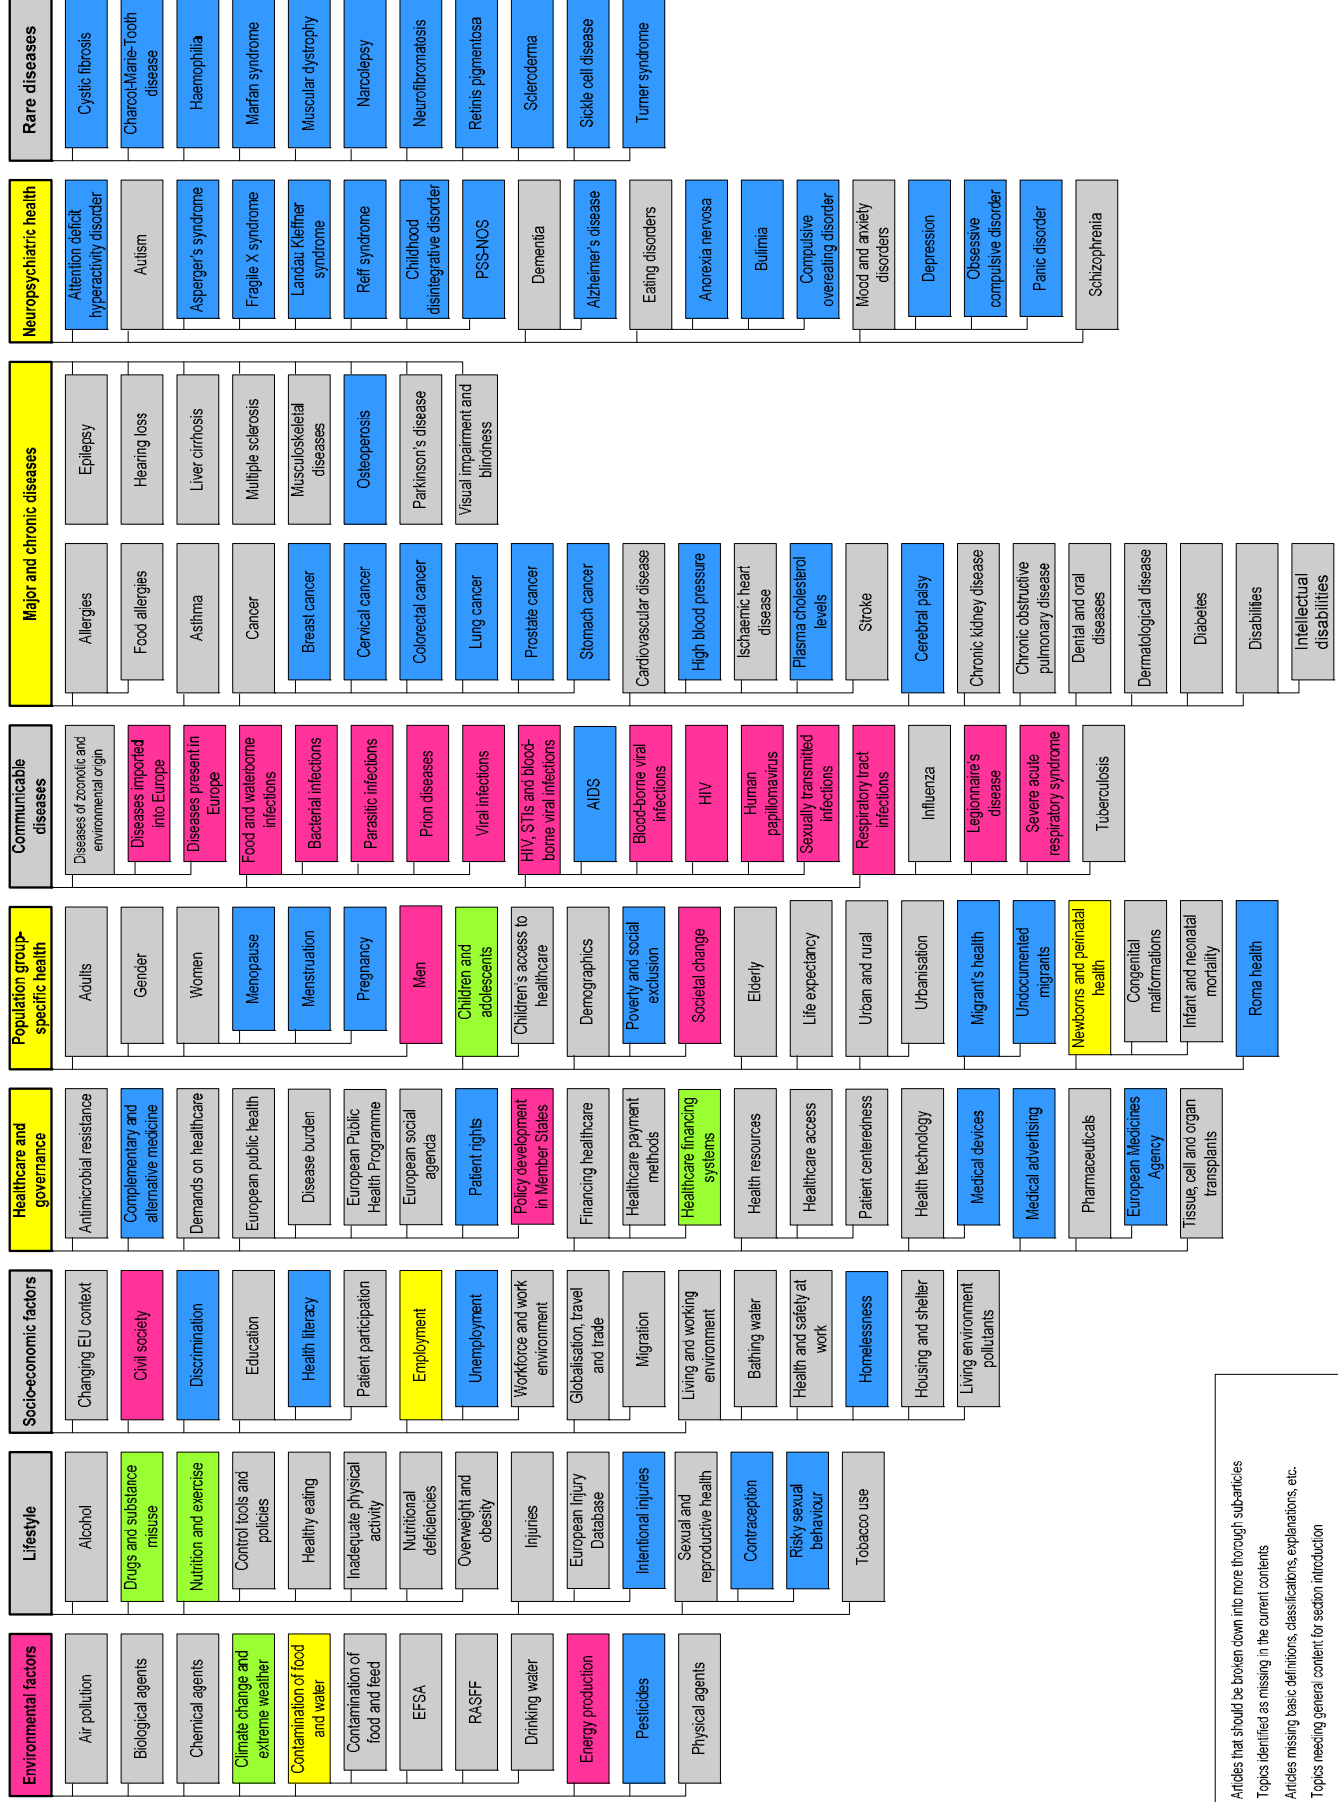 Environmental factors
Air pollution
Biological agents
Chemical agents
Climate change and
extreme weather
Contamination of food
and water
Contamination of
food and feed
EFSA
RASFF
Drinking water
Energy production
Pesticides
Physical agents
Lifestyle
Alcohol
Drugs and substance
misuse
Nutrition and exercise
Control tools and
policies
Healthy eating
Inadequate physical
activity
Nutritional
deficiencies
Overweight and
obesity
Injuries
European Injury
Database
Intentional injuries
Sexual and
reproductive health
Contraception
Risky sexual
behaviour
Tobacco use
Socio-economic factors
Changing EU context
Civil society
Discrimination
Education
Health literacy
Patient participation
Employment
Unemployment
Workforce and work
environment
Globalisation, travel
and trade
Migration
Living and working
environment
Bathing water
Health and safety at
work
Homelessness
Housing and shelter
Living environment
pollutants
Healthcare and
governance
Antimicrobial resistance
Complementary and
alternative medicine
Demands on healthcare
European public health
Disease burden
European Public
Health Programme
European social
agenda
Patient rights
Policy development
in Member States
Financing healthcare
Healthcare payment
methods
Healthcare financing
systems
Health resources
Healthcare access
Patient centeredness
Health technology
Medical devices
Medical advertising
Pharmaceuticals
European Medicines
Agency
Tissue, cell and organ
transplants
Population group-
specific health
Adults
Gender
Women
Menopause
Menstruation
Pregnancy
Men
Children and
adolescents
Children's access to
healthcare
Demographics
Poverty and social
exclusion
Societal change
Elderly
Life expectancy
Urban and rural
Urbanisation
Migrant's health
Undocumented
migrants
Newborns and perinatal
health
Congenital
malformations
Infant and neonatal
mortality
Roma health
Communicable
diseases
Diseases of zoonotic and
environmental origin
Diseases imported
into Europe
Diseases present in
Europe
Food and waterborne
infections
Bacterial infections
Parasitic infections
Prion diseases
Viral infections
HIV, STIs and blood-
borne viral infections
AIDS
Blood-borne viral
infections
HIV
Human
papillomavirus
Sexually transmitted
infections
Respiratory tract
infections
Influenza
Legionnaire's
disease
Severe acute
respiratory syndrome
Tuberculosis
Major and chronic diseases
Allergies
Food allergies
Asthma
Cancer
Breast cancer
Cervical cancer
Colorectal cancer
Lung cancer
Prostate cancer
Stomach cancer
Cardiovascular disease
High blood pressure
Ischaemic heart
disease
Plasma cholesterol
levels
Stroke
Cerebral palsy
Chronic kidney disease
Chronic obstructive
pulmonary disease
Dental and oral
diseases
Dermatological disease
Diabetes
Disabilities
Intellectual
disabilities
Epilepsy
Hearing loss
Liver cirrhosis
Multiple sclerosis
Musculoskeletal
diseases
Osteoperosis
Parkinson's disease
Visual impairment and
blindness
Neuropsychiatric health
Attention deficit
hyperactivity disorder
Autism
Asperger's syndrome
Fragile X syndrome
Landau Kleffner
syndrome
Reff syndrome
Childhood
disintegrative disorder
PSS-NOS
Dementia
Alzheimer's disease
Eating disorders
Anorexia nervosa
Bulimia
Compulsive
overeating disorder
Mood and anxiety
disorders
Depression
Obsessive
compulsive disorder
Panic disorder
Schizophrenia
Rare diseases
Cystic fibrosis
Charcol-Marie-Tooth
disease
Haemophilia
Marfan syndrome
Muscular dystrophy
Narcolepsy
Neurofibromatosis
Retinis pigmentosa
Scleroderma
Sickle cell disease
Turner syndrome
Articles that should be broken down into more thorough sub-articles
Topics identified as missing in the current contents
Articles missing basic definitions, classifications, explanations, etc.
Topics needing general content for section introduction